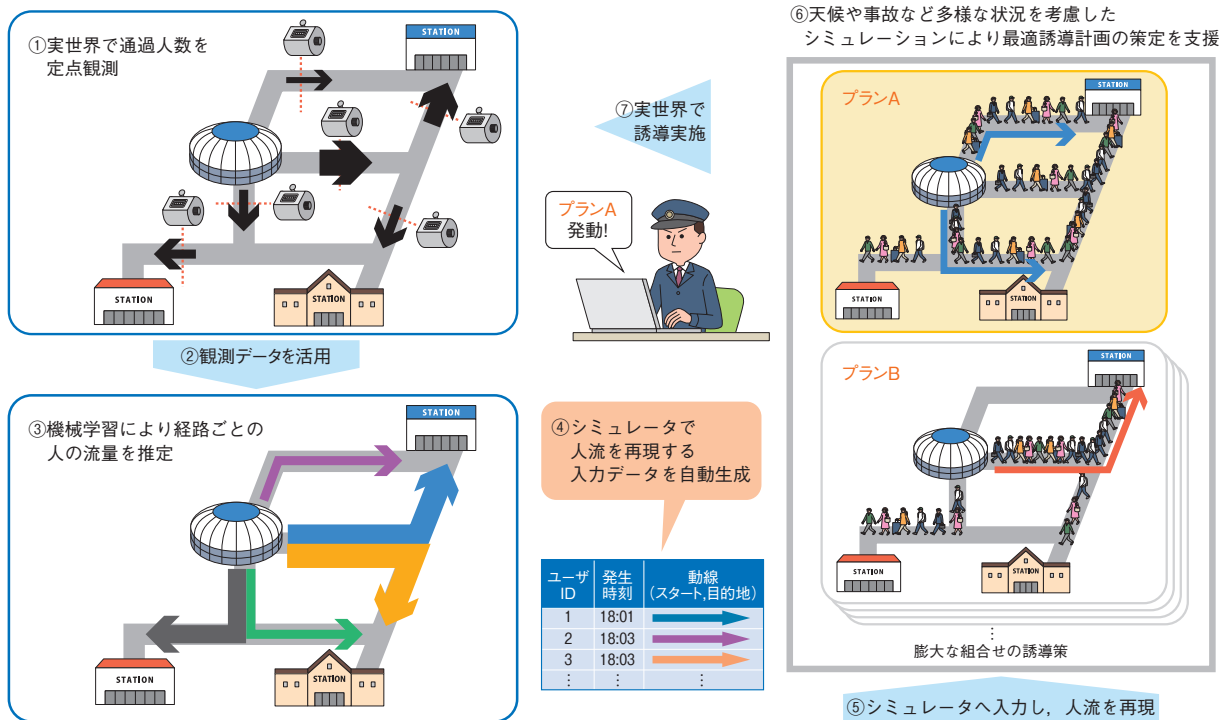 ①実世界で通過人数を
定点観測
STATION
STATION
STATION
②観測データを活用
③機械学習により経路ごとの
人の流量を推定
STATION
STATION
STATION
⑦実世界で
誘導実施
プランA
発動!
④シミュレータで
人流を再現する
入力データを自動生成
ユーザ
ID
発生
時刻
動線
(スタート,目的地)
1 18:01
2 18:03
3 18:03
⋮ ⋮ ⋮
⑥天候や事故など多様な状況を考慮した
シミュレーションにより最適誘導計画の策定を支援
プランA
STATION
STATION
STATION
プランB
STATION
STATION
STATION
⋮
膨大な組合せの誘導策
⑤シミュレータへ入力し，人流を再現